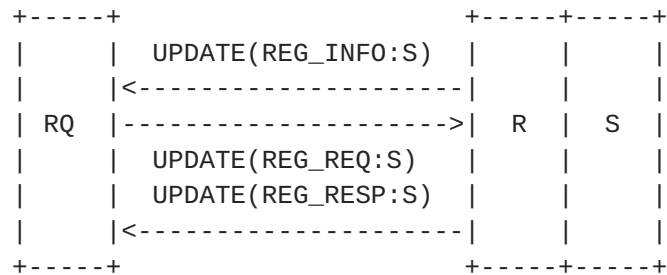 UPDATE(REG_INFO:S)
RQ R S
UPDATE(REG_REQ:S)
UPDATE(REG_RESP:S)